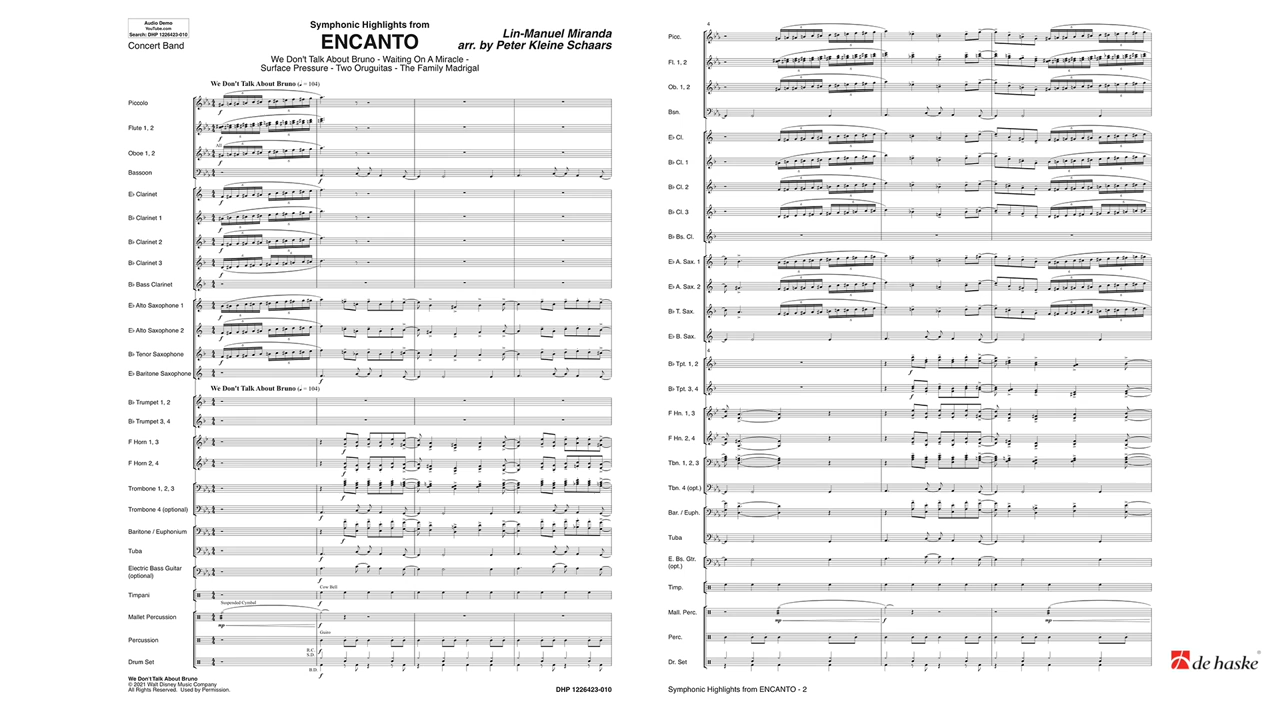 Audio Demo
YouTube.com
Search: DHP 1226423-010
Concert Band
Symphonic Highlights from
ENCANTO
Lin-Manuel Miranda
arr. by Peter Kleine Schaars
We Don't Talk About Bruno - Waiting On A Miracle -
Surface Pressure - Two Oruguitas - The Family Madrigal
We Don't Talk About Bruno (♩ = 104)
Piccolo
Flute 1, 2
Oboe 1, 2
Bassoon
E♭ Clarinet
B♭ Clarinet 1
B♭ Clarinet 2
B♭ Clarinet 3
B♭ Bass Clarinet
E♭ Alto Saxophone 1
E♭ Alto Saxophone 2
B♭ Tenor Saxophone
E♭ Baritone Saxophone
We Don't Talk About Bruno (♩ = 104)
B♭ Trumpet 1, 2
B♭ Trumpet 3, 4
F Horn 1, 3
F Horn 2, 4
Trombone 1, 2, 3
Trombone 4 (optional)
Baritone / Euphonium
Tuba
Electric Bass Guitar
(optional)
Cow Bell
Timpani
Suspended Cymbal
Mallet Percussion
mp
f
Guiro
Percussion
B.C.
S.D.
Drum Set
B.D.
We Don't Talk About Bruno
© 2021 Walt Disney Music Company
All Rights Reserved. Used by Permission.
DHP 1226423-010
4
Picc.
Fl. 1, 2
Ob. 1, 2
Bsn.
E♭ Cl.
B♭ Cl. 1
B♭ Cl. 2
B♭ Cl. 3
B♭ Bs. Cl.
E♭ A. Sax. 1
E♭ A. Sax. 2
B♭ T. Sax.
E♭ B. Sax.
4
B♭ Tpt. 1, 2
B♭ Tpt. 3, 4
F Hn. 1, 3
F Hn. 2, 4
Tbn. 1, 2, 3
Tbn. 4 (opt.)
Bar. / Euph.
Tuba
E. Bs. Gtr.
(opt.)
Timp.
Mall. Perc.
mp
f
mp
Perc.
Dr. Set
Symphonic Highlights from ENCANTO - 2
de haske®